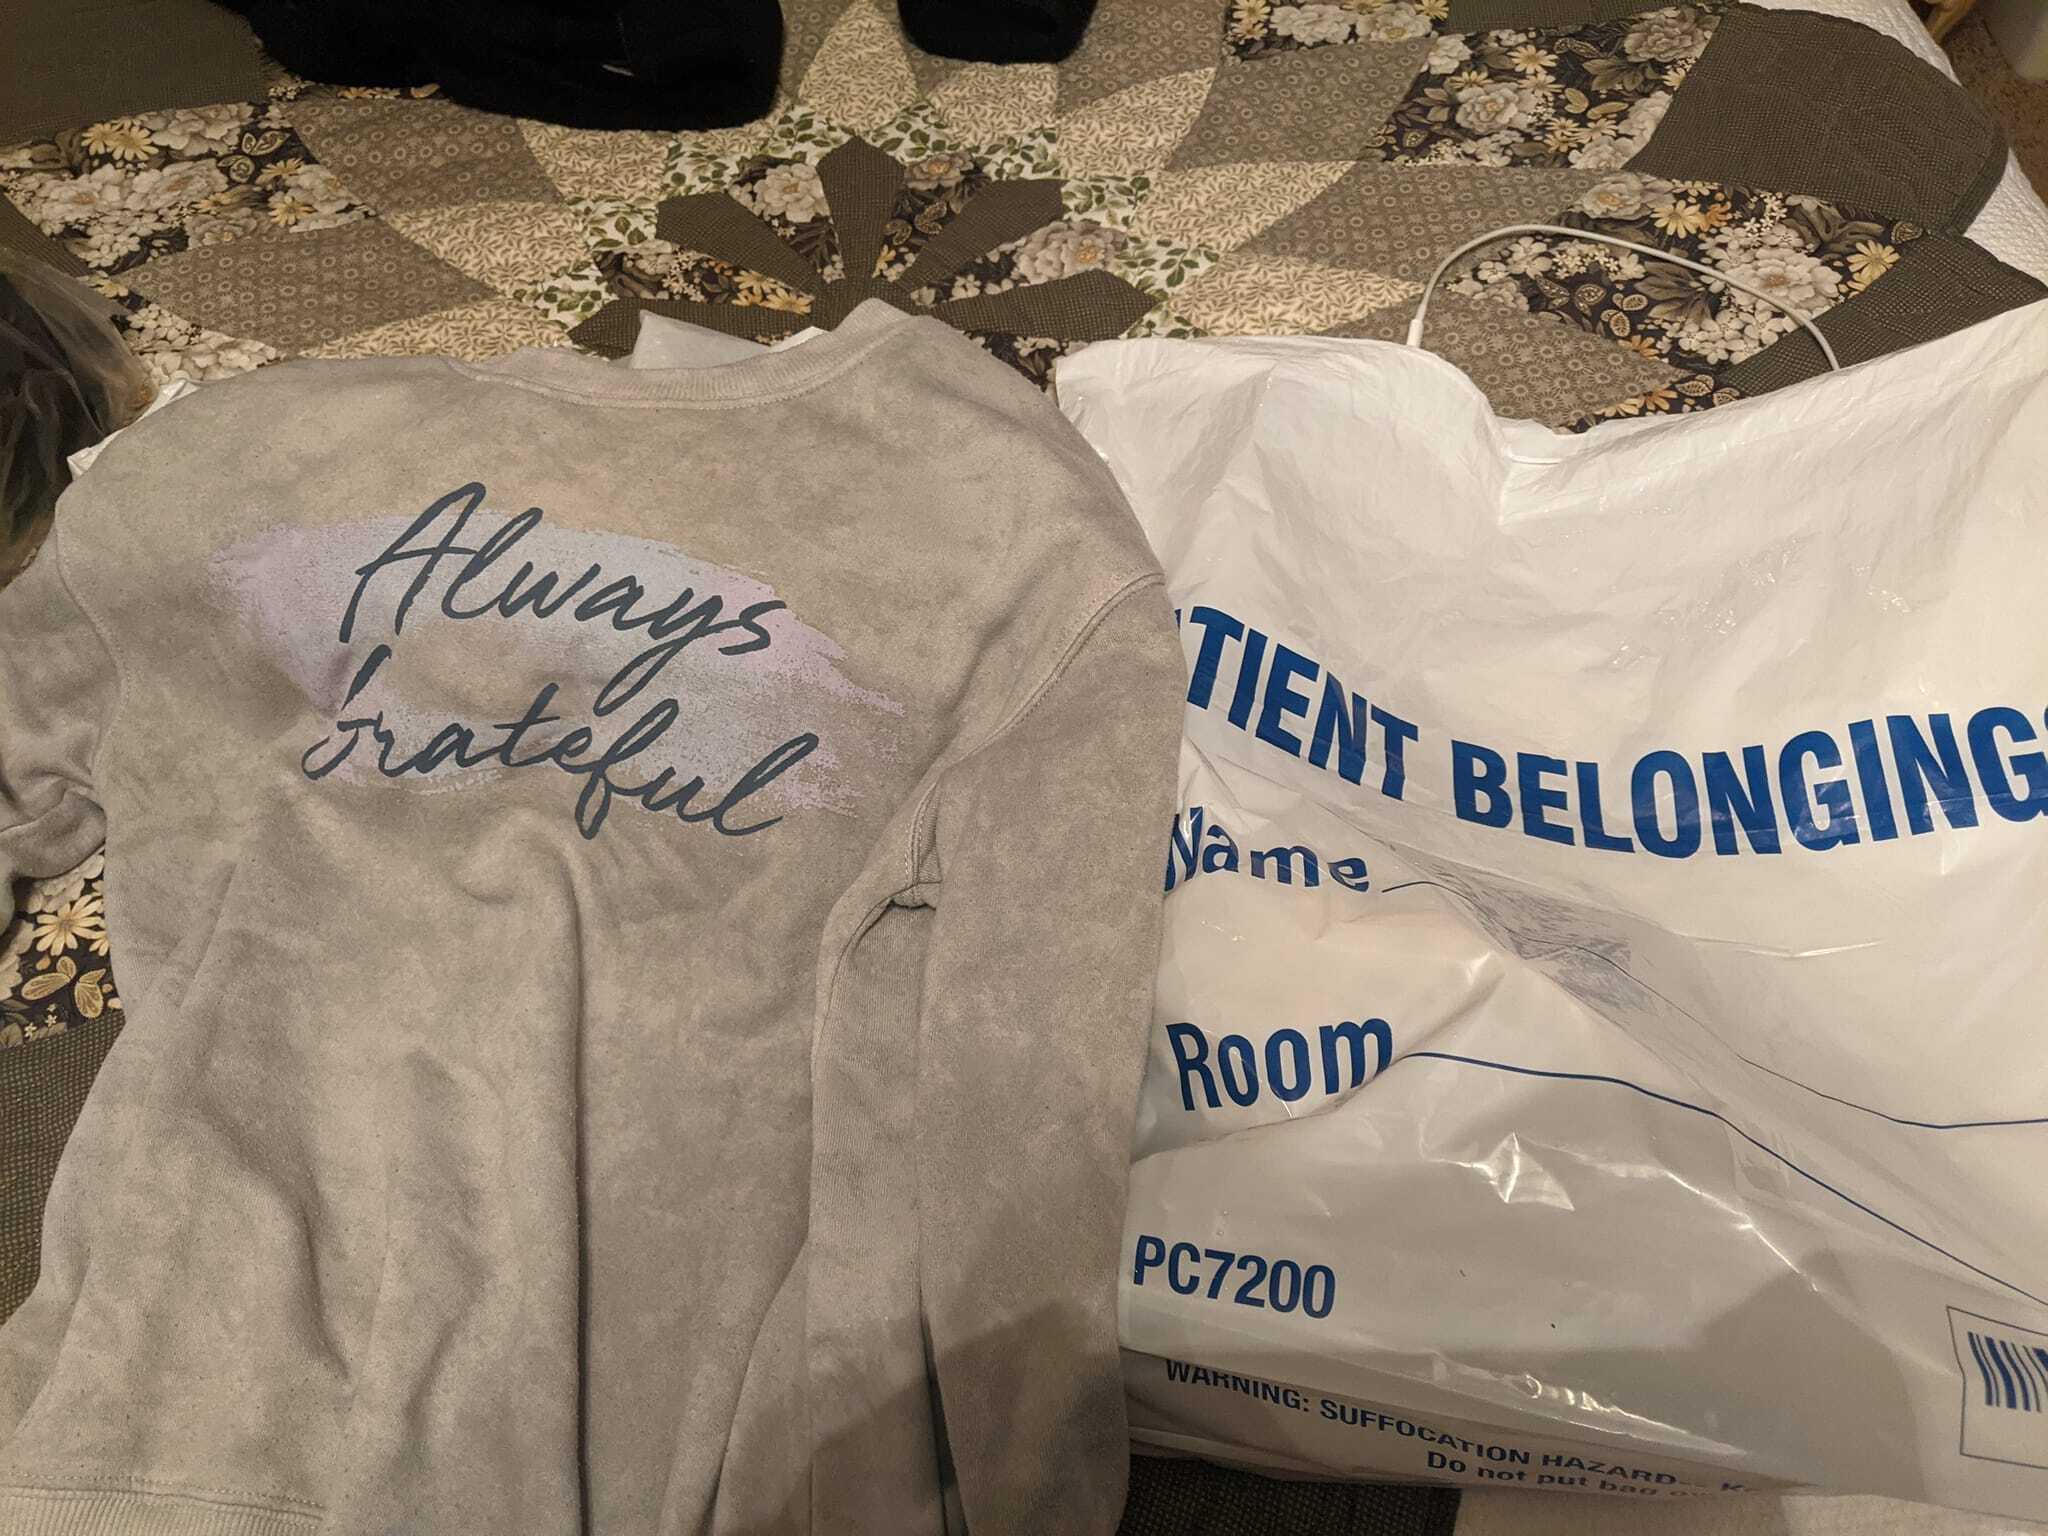 Always
Grateful
TIENT BELONGING
Name
Room
PC7200
WARNING: SUFFOCATION HAZARD--
Do not put bag